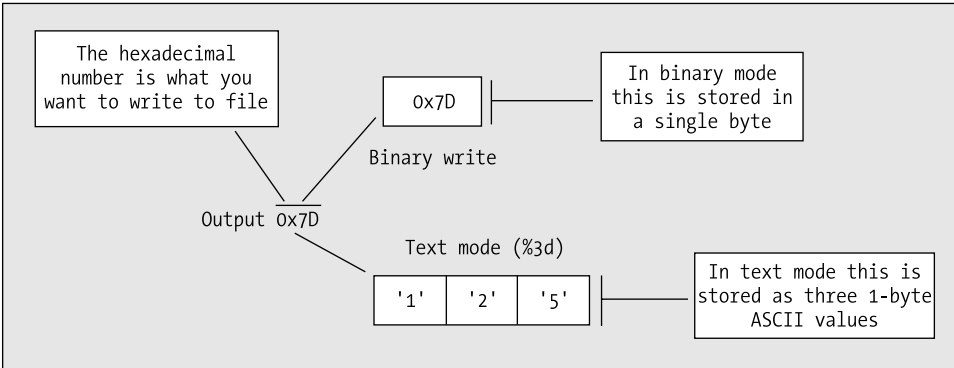 The hexadecimal
number is what you
want to write to file
0x7D
In binary mode
this is stored in
a single byte
Binary write
Output 0x7D
Text mode (%3d)
'1' '2' '5'
In text mode this is
stored as three 1-byte
ASCII values